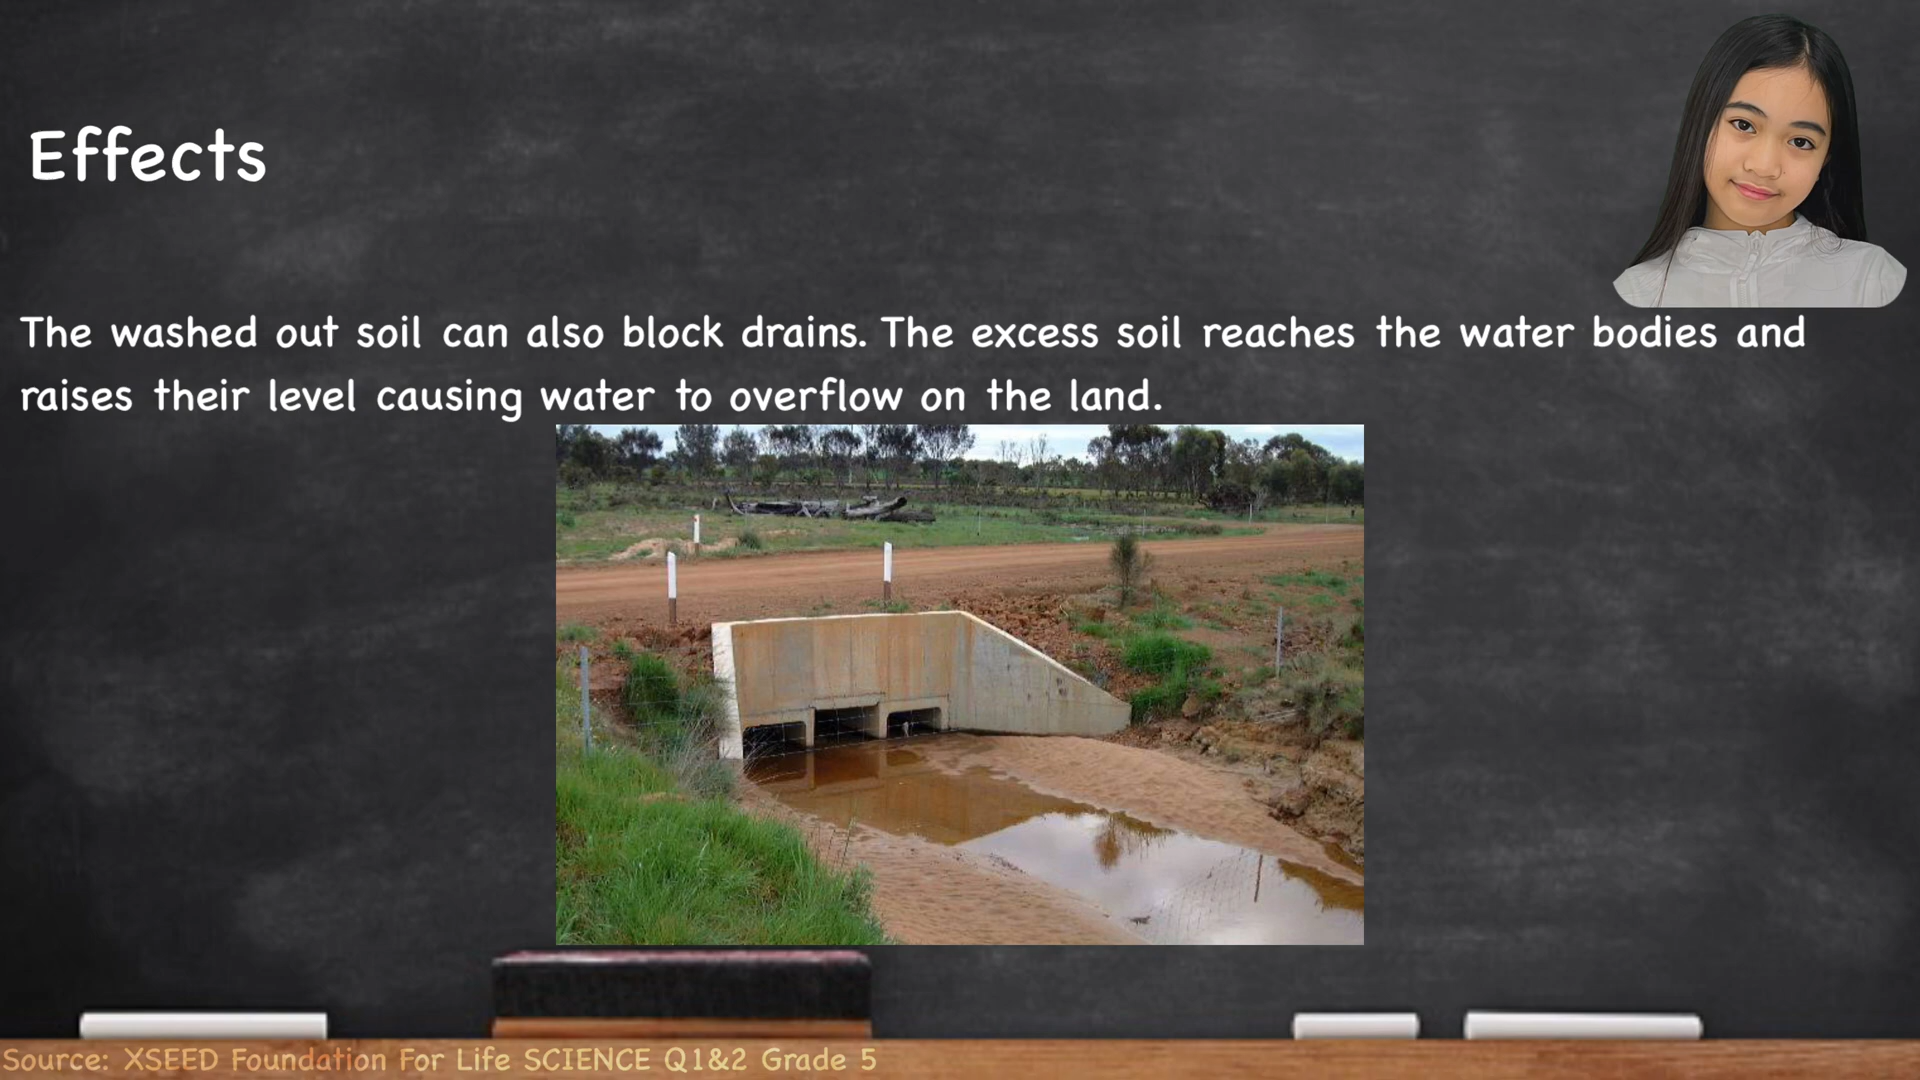 Effects
The washed out soil can also block drains. The excess soil reaches the water bodies and
raises their level causing water to overflow on the land.
Source: XSEED Foundation For Life SCIENCE Q1&2 Grade 5